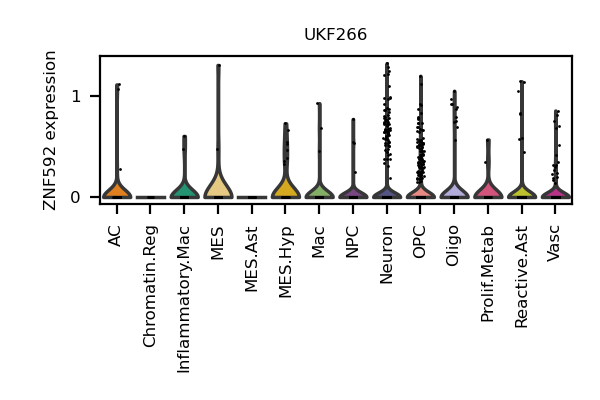 UKF266
ZNF592 expression
1
0
AC
Chromatin.Reg
Inflammatory.Mac
MES
MES.Ast
MES.Hyp
Mac
NPC
Neuron
OPC
Oligo
Prolif.Metab
Reactive.Ast
Vasc